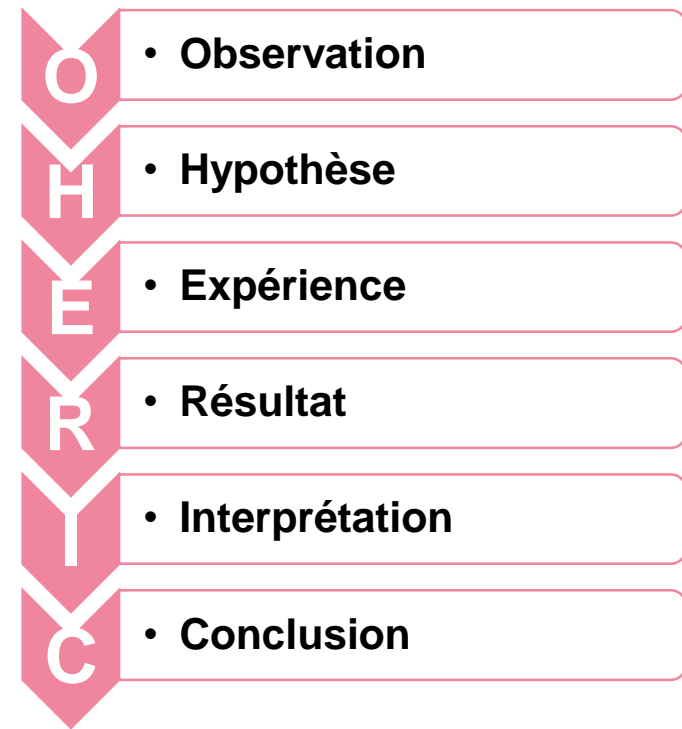 O • Observation
H • Hypothèse
E • Expérience
R • Résultat
I • Interprétation
C • Conclusion